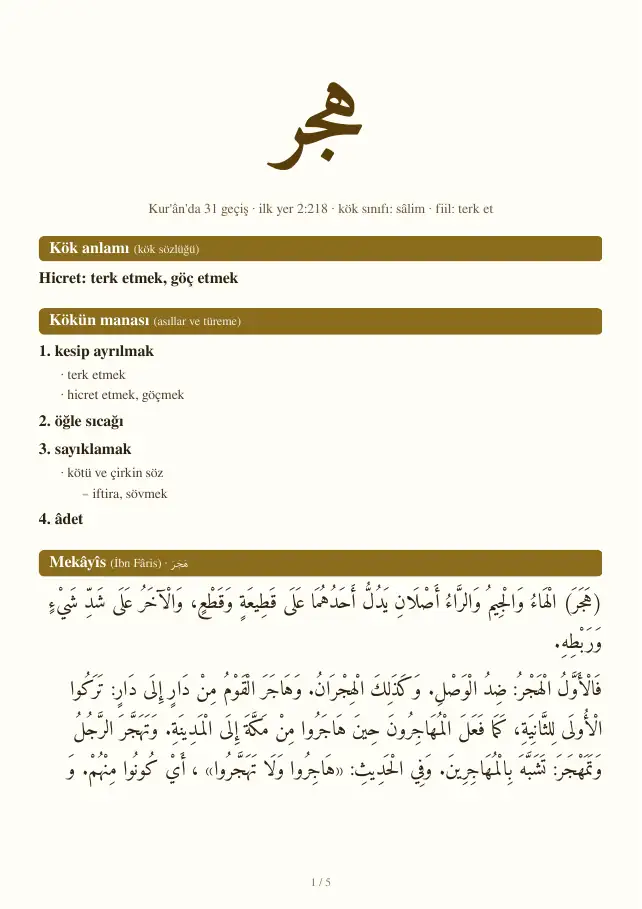 هجر
Kur'ân'da 31 geçiş · ilk yer 2:218 · kök sınıfı: sâlim · fiil: terk et
Kök anlamı (kök sözlüğü)
Hicret: terk etmek, göç etmek
Kökün manası (asıllar ve türeme)
1. kesip ayrılmak
· terk etmek
· hicret etmek, göçmek
2. öğle sıcağı
3. sayıklamak
· kötü ve çirkin söz
– iftira, sövmek
4. âdet
Mekâyîs (İbn Fâris) · هَجَرَ
(هَجَرَ) الْهَاءُ وَالْجِيمُ وَالرَّاءُ أَصْلَانِ يَدُلُّ أَحَدُهُمَا عَلَى قَطِيعَةٍ وَقَطْعٍ، وَالْآخَرُ عَلَى شَدِّ شَيْءٍ
وَرَبْطِهِ.
فَالْأَوَّلُ الْهَجْرُ: ضِدُّ الْوَصْلِ. وَكَذَلِكَ الْهِجْرَانُ. وَهَاجَرَ الْقَوْمُ مِنْ دَارٍ إِلَى دَارٍ: تَرَكُوا
الْأُولَى لِلثَّانِيَةِ، كَمَا فَعَلَ الْمُهَاجِرُونَ حِينَ هَاجَرُوا مِنْ مَكَّةَ إِلَى الْمَدِينَةِ. وَتَهَجَّرَ الرَّجُلُ
وَتَمَهْجَرَ: تَشَبَّهَ بِالْمُهَاجِرِينَ. وَفِي الْحَدِيثِ: «هَاجِرُوا وَلَا تَهَجَّرُوا» ، أَيْ كُونُوا مِنْهُمْ. وَ
1 / 5